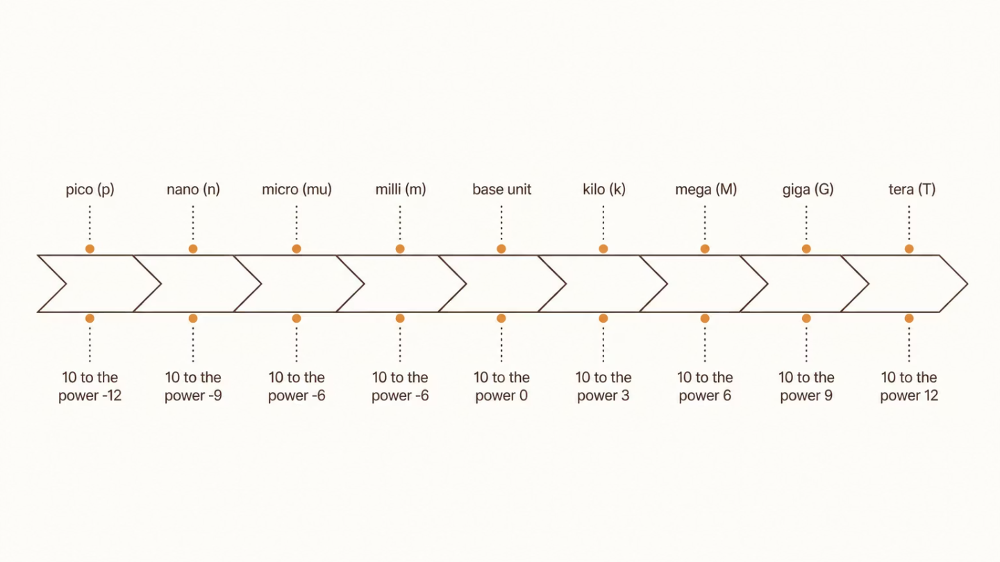 pico (p)
nano (n)
micro (mu)
milli (m)
base unit
kilo (k)
mega (M)
giga (G)
tera (T)
10 to the
power -12
10 to the
power -9
10 to the
power -6
10 to the
power -6
10 to the
power 0
10 to the
power 3
10 to the
power 6
10 to the
power 9
10 to the
power 12